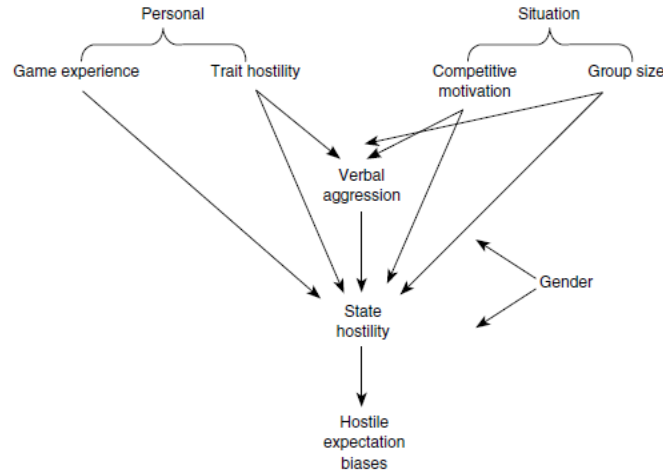 Personal
Situation
Game experience
Trait hostility
Competitive
motivation
Group size
Verbal
aggression
Gender
State
hostility
Hostile
expectation
biases